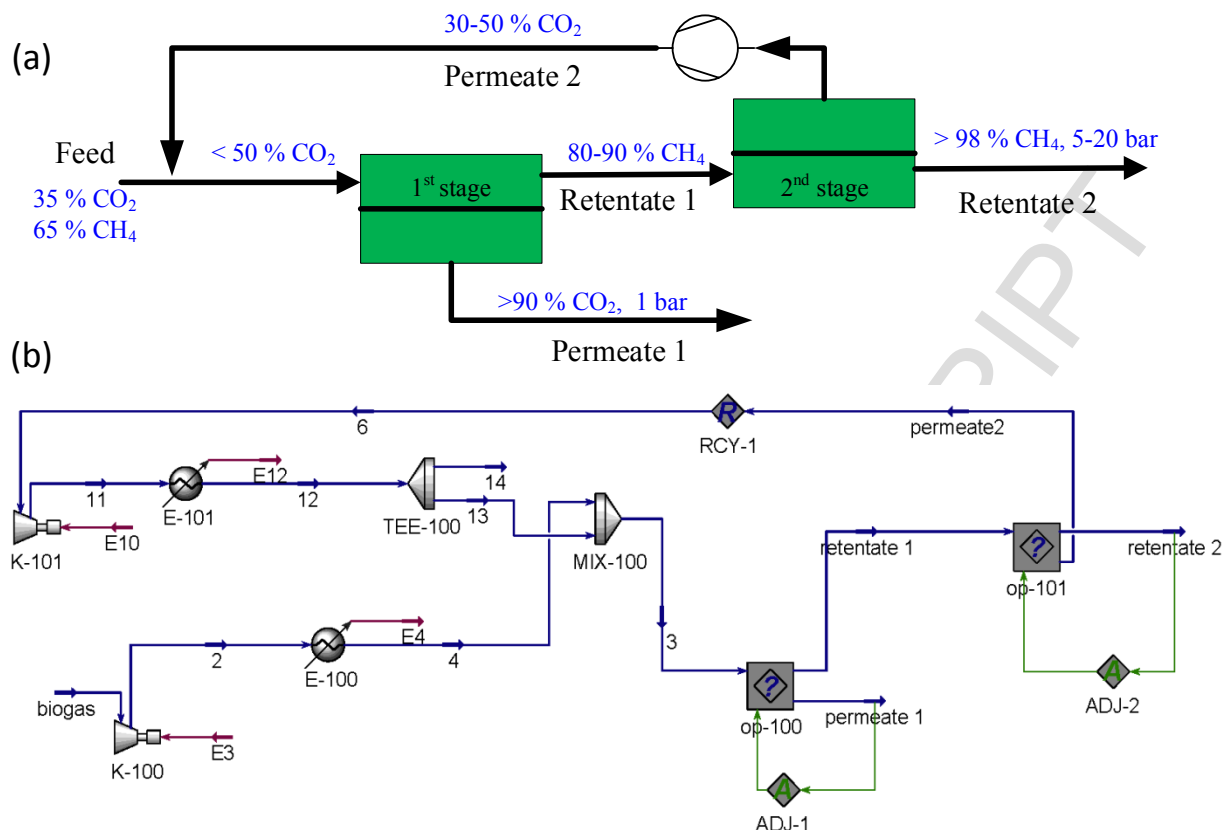 (a)
30-50 % CO₂
Permeate 2
Feed
< 50 % CO₂
35 % CO₂
65 % CH₄
1st stage
80-90 % CH₄
Retentate 1
2nd stage
> 98 % CH₄, 5-20 bar
Retentate 2
>90 % CO₂, 1 bar
Permeate 1
RIPT
(b)
6
R
RCY-1
permeate2
11
E-101
E12
12
TEE-100
14
13
K-101
E10
MIX-100
retentate 1
?
op-101
retentate 2
2
E-100
E4
4
3
biogas
K-100
E3
?
op-100
permeate 1
A
ADJ-1
A
ADJ-2